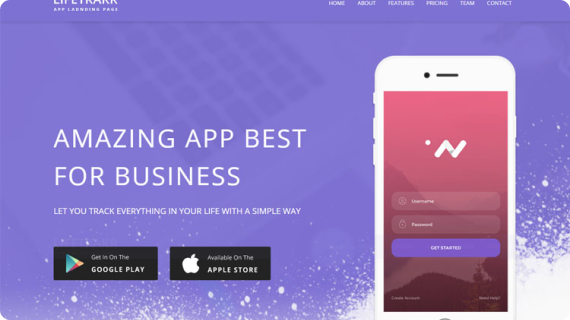 LIFETRAKR
APP LAUNDING PAGE
HOME ABOUT FEATURES PRICING TEAM CONTACT
AMAZING APP BEST
FOR BUSINESS
LET YOU TRACK EVERYTHING IN YOUR LIFE WITH A SIMPLE WAY
Get In On The
GOOGLE PLAY
Available On The
APPLE STORE
Username
Password
GET STARTED
Create Account Need Help?